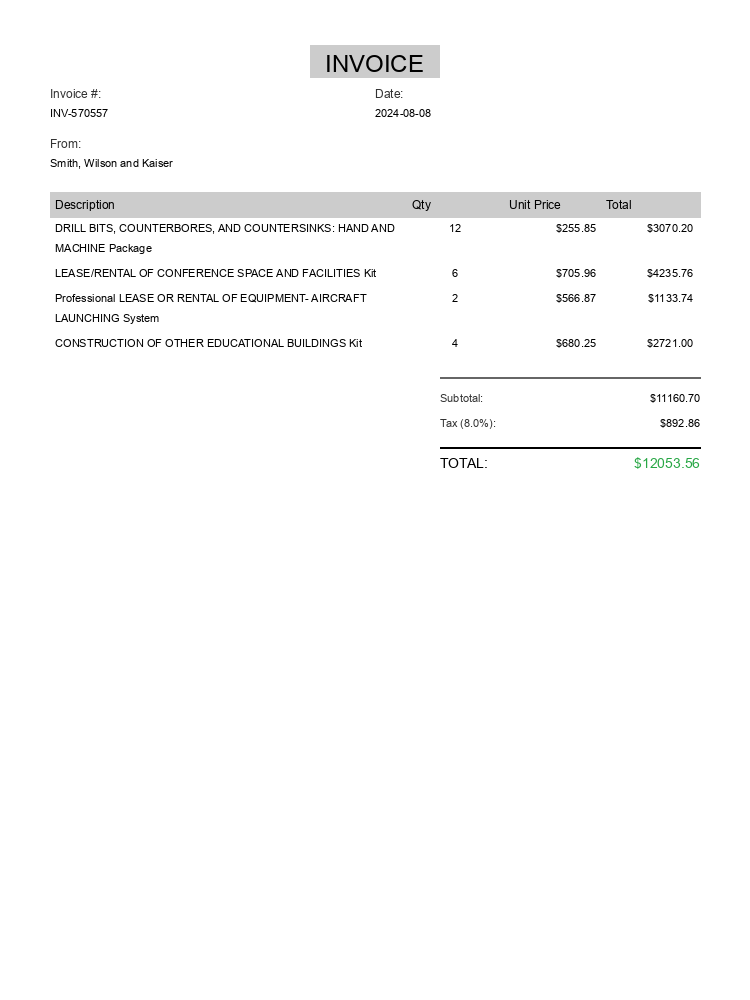 INVOICE
Invoice #: Date:
INV-570557 2024-08-08
From:
Smith, Wilson and Kaiser
Description Qty Unit Price Total
DRILL BITS, COUNTERBORES, AND COUNTERSINKS: HAND AND 12 $255.85 $3070.20
MACHINE Package
LEASE/RENTAL OF CONFERENCE SPACE AND FACILITIES Kit 6 $705.96 $4235.76
Professional LEASE OR RENTAL OF EQUIPMENT- AIRCRAFT 2 $566.87 $1133.74
LAUNCHING System
CONSTRUCTION OF OTHER EDUCATIONAL BUILDINGS Kit 4 $680.25 $2721.00
Subtotal: $11160.70
Tax (8.0%): $892.86
TOTAL: $12053.56